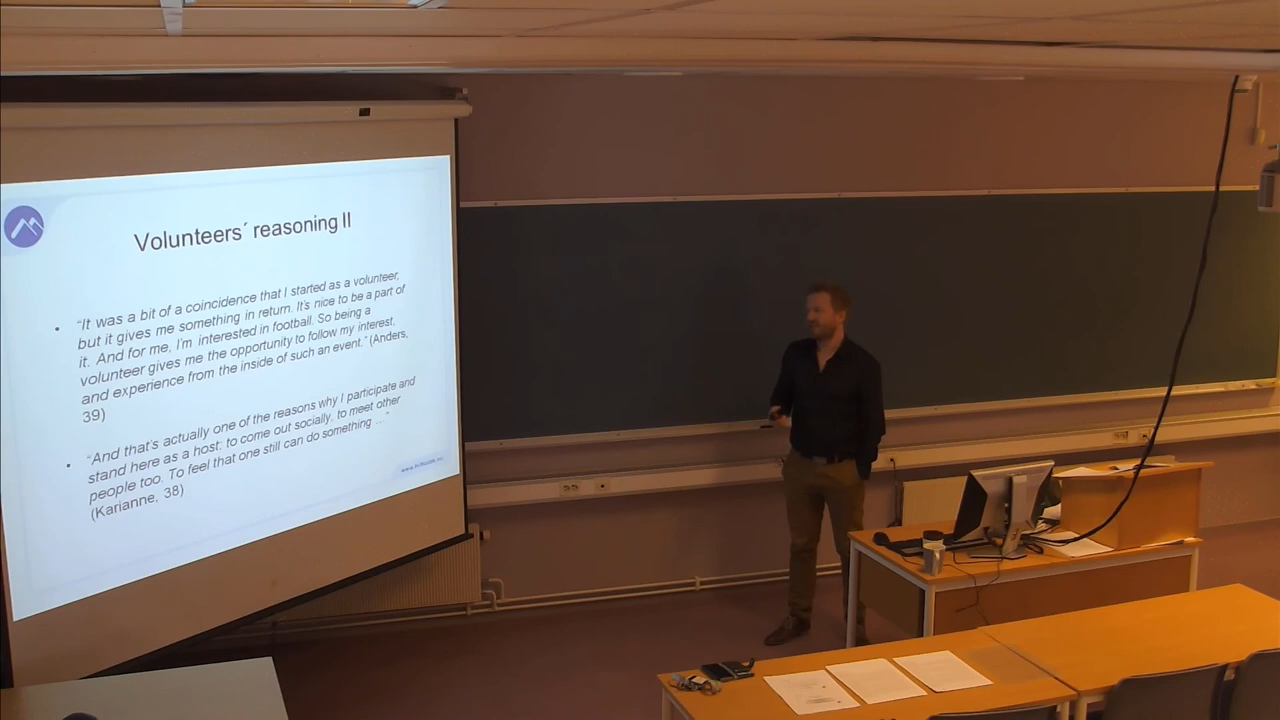 Volunteers´ reasoning II
• "It was a bit of a coincidence that I started as a volunteer,
but it gives me something in return. It's nice to be a part of
it. And for me, I'm interested in football. So being a
volunteer gives me the opportunity to follow my interest,
and experience from the inside of such an event." (Anders,
39)
• "And that's actually one of the reasons why I participate and
stand here as a host: to come out socially, to meet other
people too. To feel that one still can do something …"
(Karianne, 38)